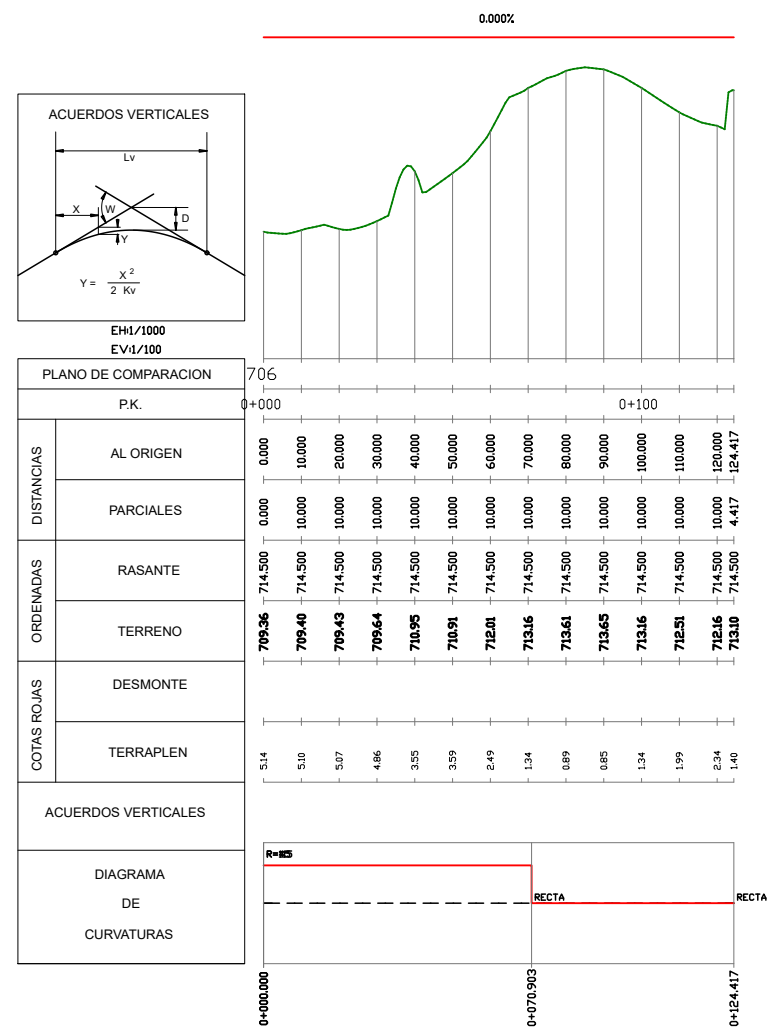 0.000%
ACUERDOS VERTICALES
Lv
X
W
D
Y
Y = X 2
2 Kv
EH:1/1000
EV:1/100
PLANO DE COMPARACION 706
P.K. 0+000 0+100
DISTANCIAS
AL ORIGEN 0.000 10.000 20.000 30.000 40.000 50.000 60.000 70.000 80.000 90.000 100.000 110.000 120.000 124.417
PARCIALES 0.000 10.000 10.000 10.000 10.000 10.000 10.000 10.000 10.000 10.000 10.000 10.000 10.000 4.417
ORDENADAS
RASANTE 714.500 714.500 714.500 714.500 714.500 714.500 714.500 714.500 714.500 714.500 714.500 714.500 714.500 714.500
TERRENO 709.36 709.40 709.43 709.64 710.95 710.91 712.01 713.16 713.61 713.65 713.16 712.51 712.16 713.10
COTAS ROJAS
DESMONTE
TERRAPLEN 5.14 5.10 5.07 4.86 3.55 3.59 2.49 1.34 0.89 0.85 1.34 1.99 2.34 1.40
ACUERDOS VERTICALES
DIAGRAMA
DE
CURVATURAS
RECTA RECTA
0+000.000 0+070.903 0+124.417